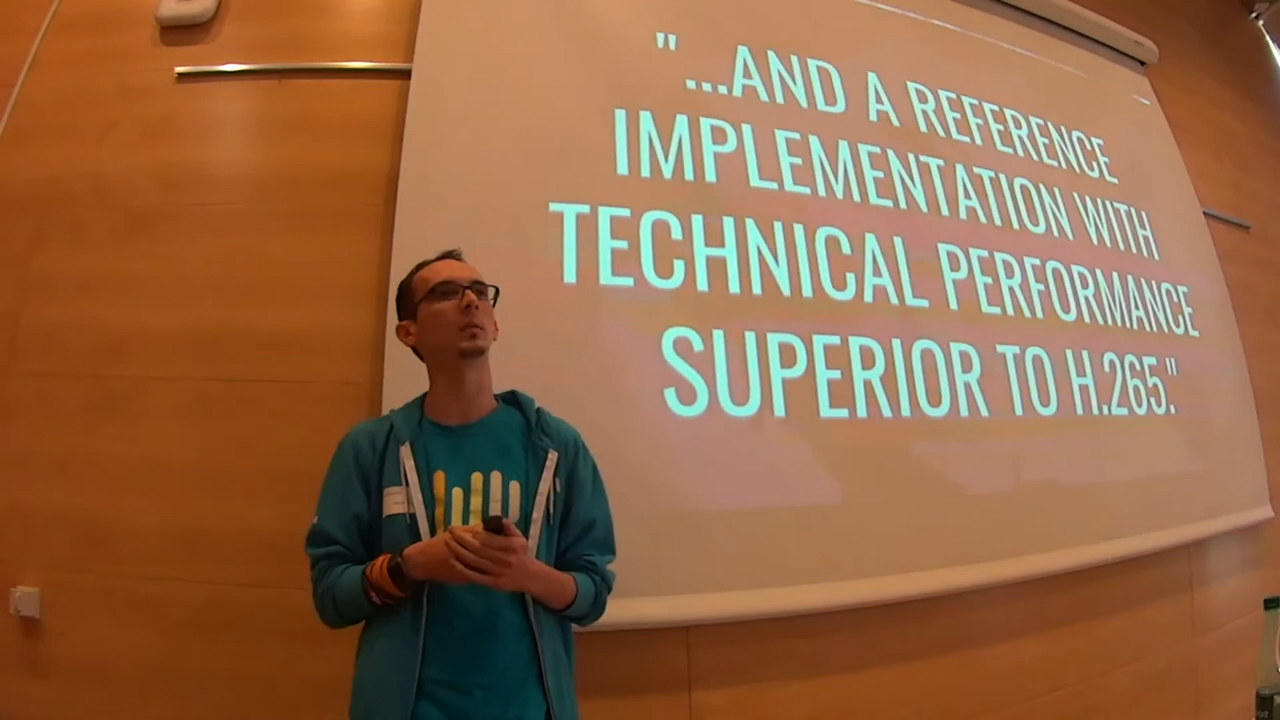 "...AND A REFERENCE
IMPLEMENTATION WITH
TECHNICAL PERFORMANCE
SUPERIOR TO H.265."